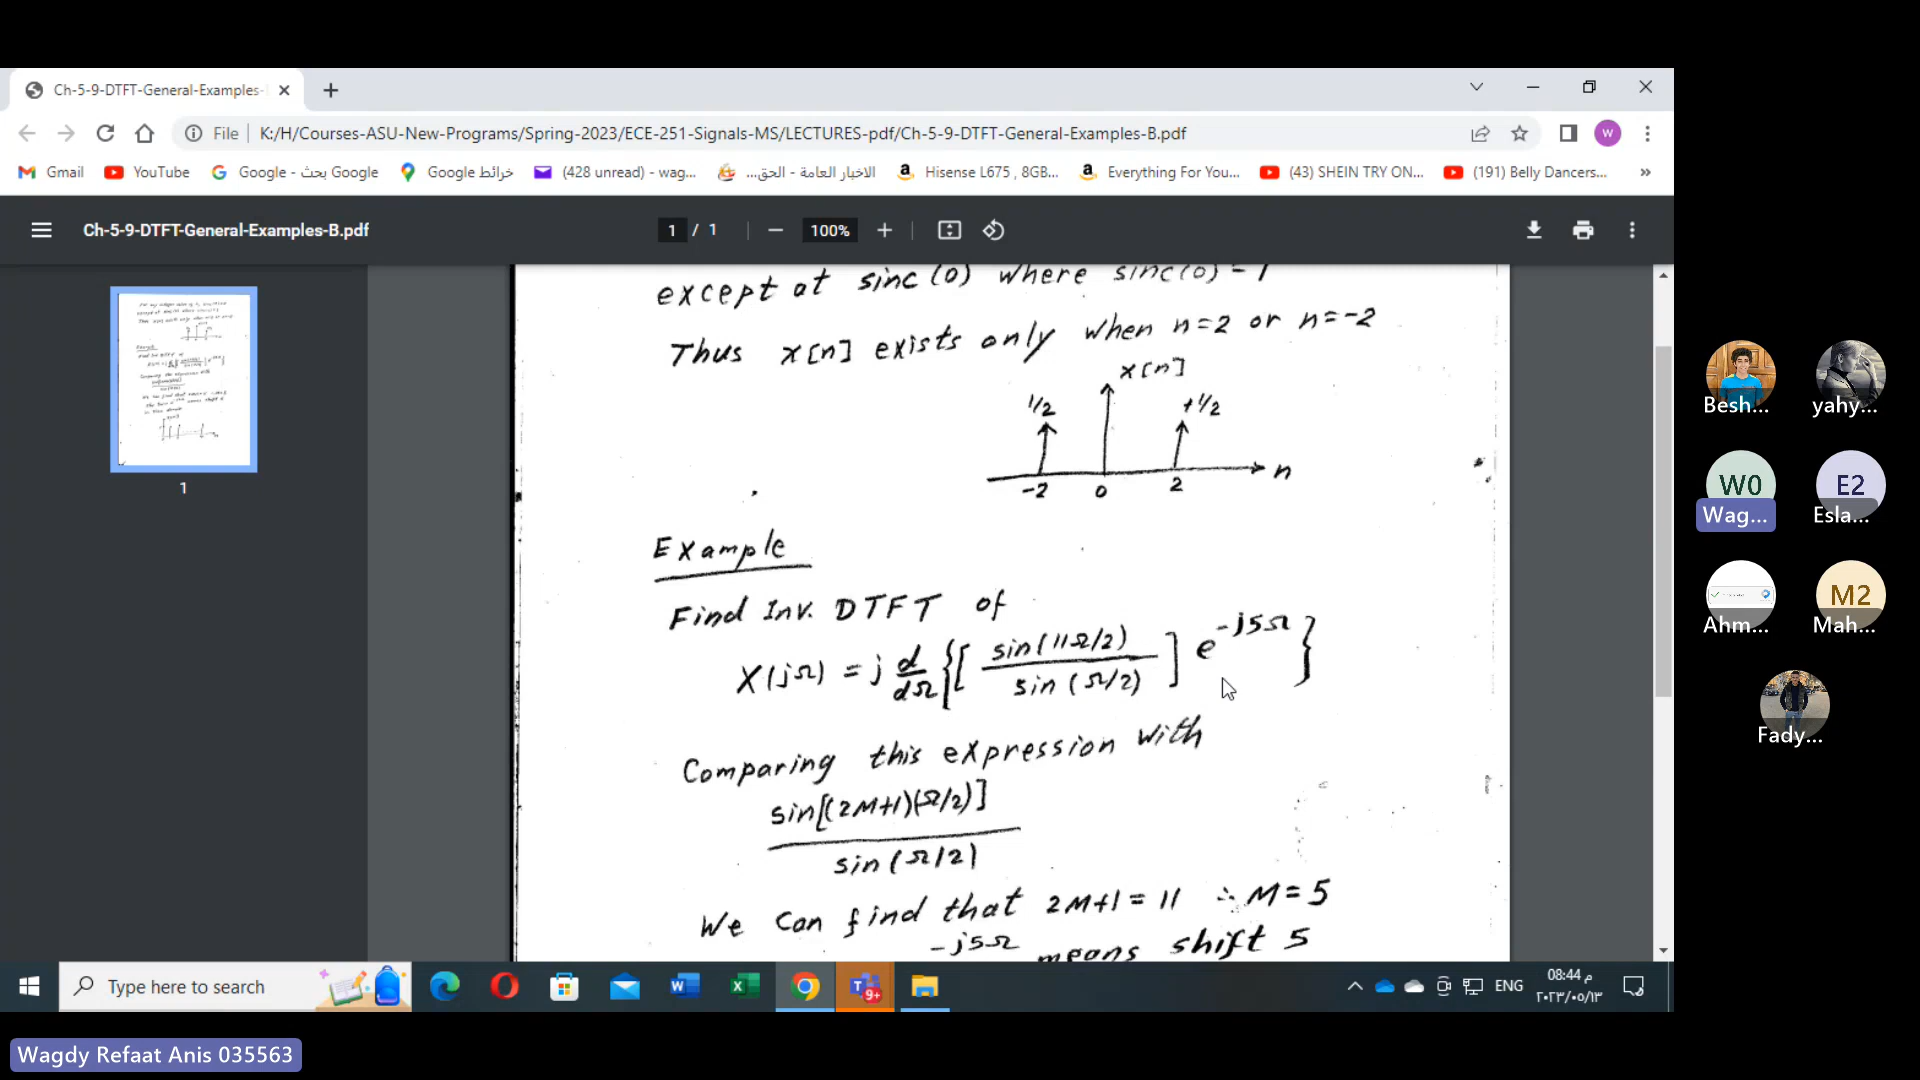 Ch-5-9-DTFT-General-Examples-
File K:/H/Courses-ASU-New-Programs/Spring-2023/ECE-251-Signals-MS/LECTURES-pdf/Ch-5-9-DTFT-General-Examples-B.pdf
W
Gmail YouTube Google - بحث Google خرائط Google (428 unread) - wag... الاخبار العامة - الحق... Hisense L675 , 8GB... Everything For You... (43) SHEIN TRY ON... (191) Belly Dancers... »
Ch-5-9-DTFT-General-Examples-B.pdf 1 / 1 100%
1
except at sinc(0) where sinc(0) = 1
Thus x[n] exists only when n=2 or n=-2
x[n]
1/2 +1/2
n
-2 0 2
Example
Find Inv. DTFT of
X(jΩ) = j d/dΩ {[ sin(11Ω/2) / sin(Ω/2) ] e^-j5Ω }
Comparing this expression with
sin[(2M+1)(Ω/2)]
sin(Ω/2)
We can find that 2M+1 = 11 ∴ M = 5
-j5Ω means shift 5
Besh... yahy...
W0 E2
Wag... Esla...
M2
Ahm... Mah...
Fady...
Type here to search
9+
ENG
08:44 م
٢٠٢٣/٠٥/١٣
Wagdy Refaat Anis 035563